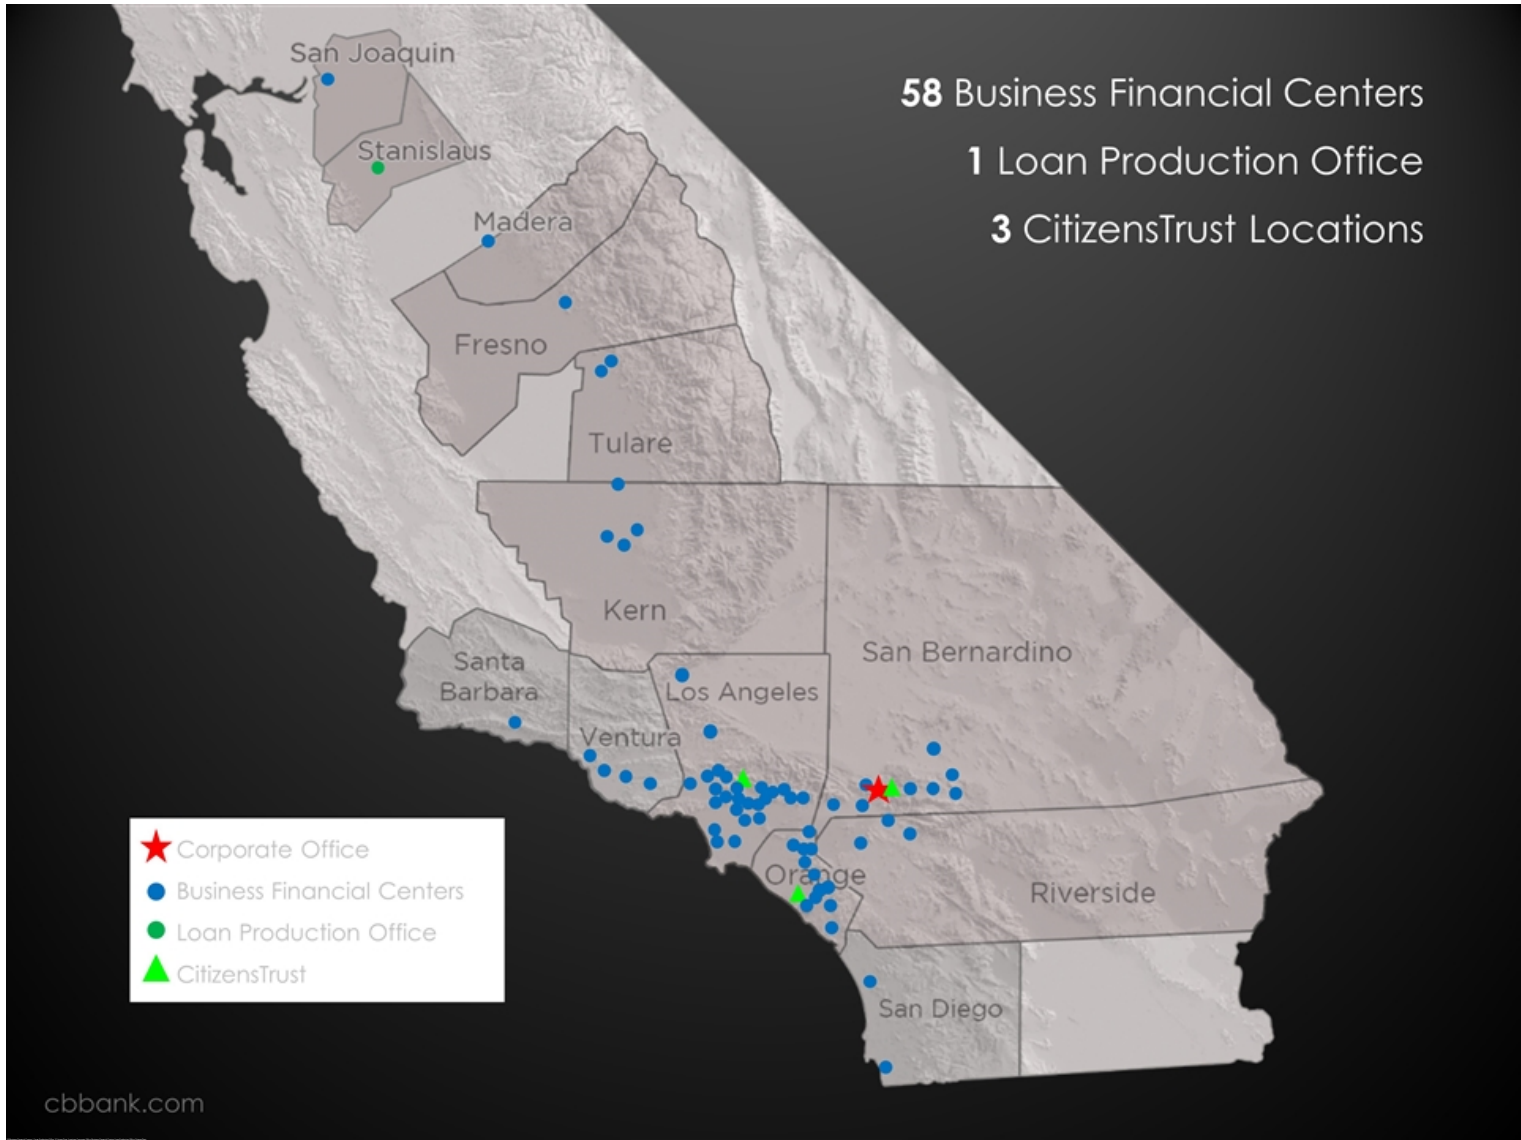 San Joaquin
58 Business Financial Centers
Stanislaus
1 Loan Production Office
Madera
3 CitizensTrust Locations
Fresno
Tulare
Kern
San Bernardino
Santa
Barbara
Los Angeles
Ventura
Corporate Office
Orange
Business Financial Centers
Riverside
Loan Production Office
CitizensTrust
San Diego
cbbank.com